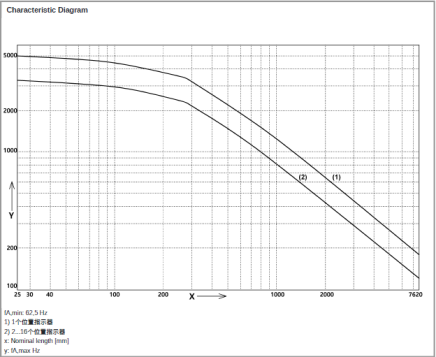 Characteristic Diagram
5000
2000
1000
(2) (1)
Y
200
100
25 30 40 100 200 X 1000 2000 7620
fA,min: 62,5 Hz
1) 1个位置指示器
2) 2...16个位置指示器
x: Nominal length [mm]
y: fA,max Hz